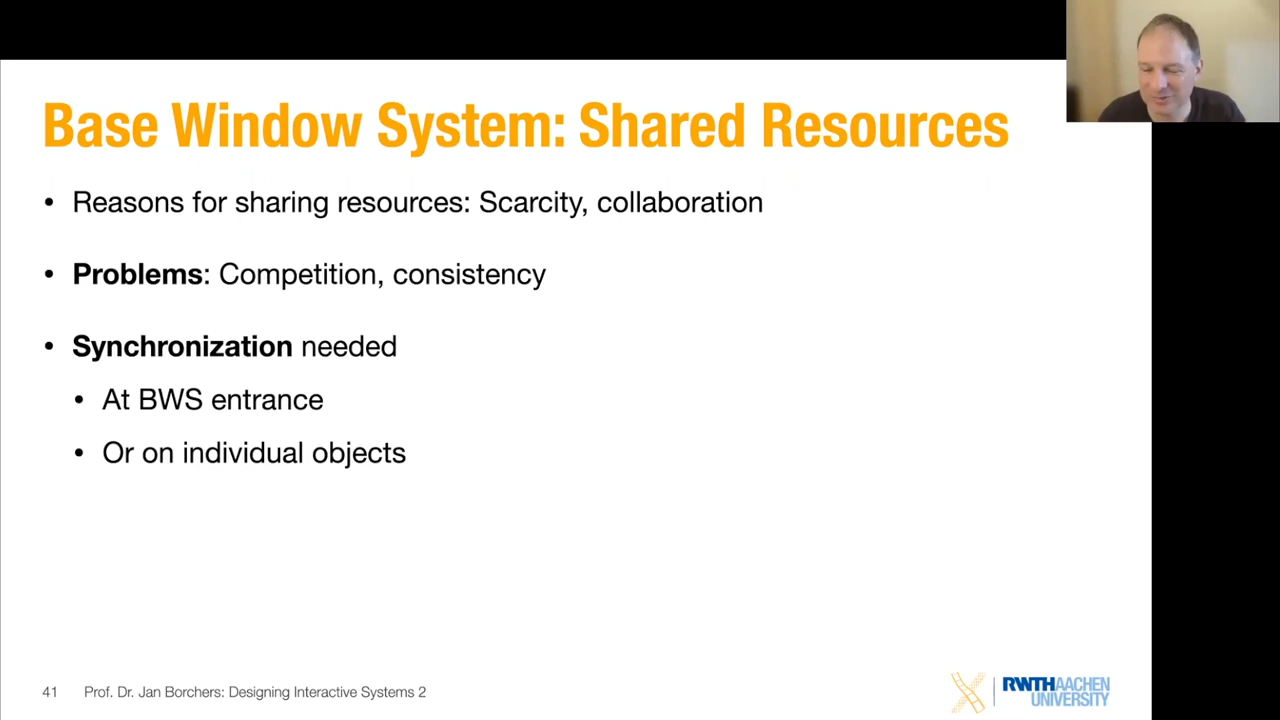 Base Window System: Shared Resources
• Reasons for sharing resources: Scarcity, collaboration
• Problems: Competition, consistency
• Synchronization needed
• At BWS entrance
• Or on individual objects
41 Prof. Dr. Jan Borchers: Designing Interactive Systems 2
RWTH AACHEN
UNIVERSITY